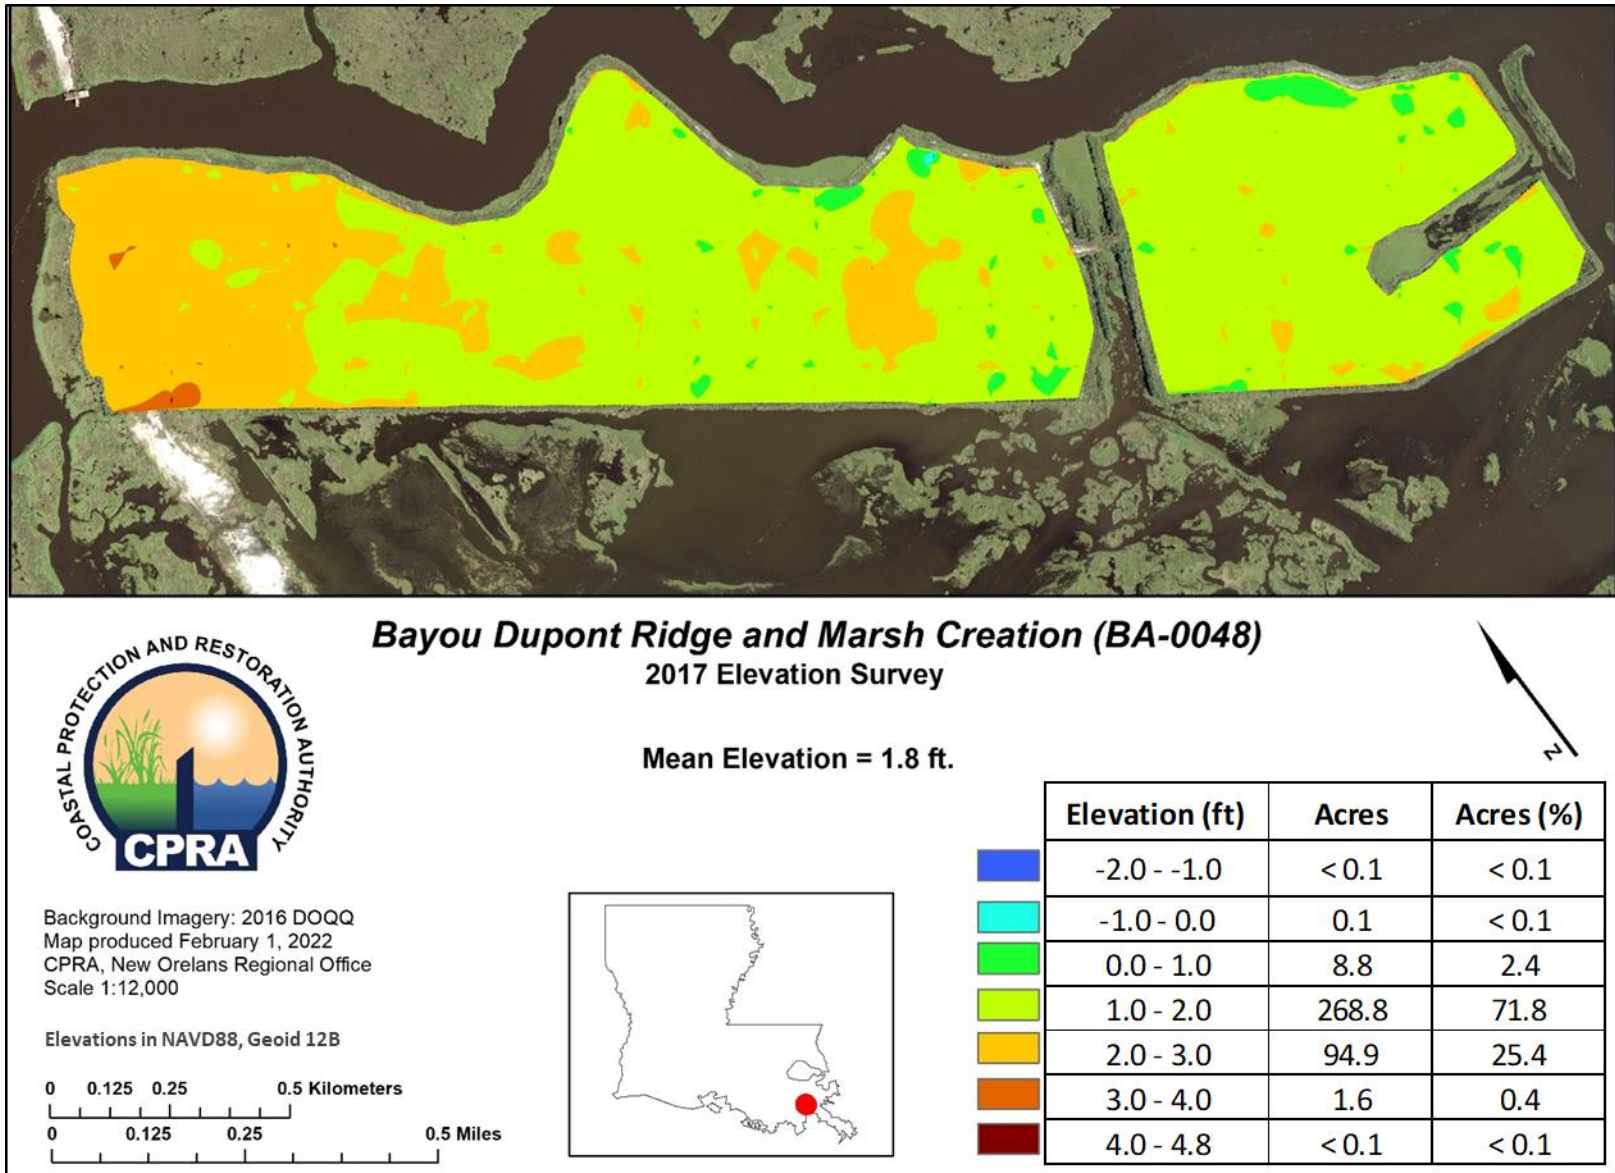 Bayou Dupont Ridge and Marsh Creation (BA-0048)
2017 Elevation Survey
Mean Elevation = 1.8 ft.
COASTAL PROTECTION AND RESTORATION AUTHORITY
CPRA
Background Imagery: 2016 DOQQ
Map produced February 1, 2022
CPRA, New Orelans Regional Office
Scale 1:12,000
Elevations in NAVD88, Geoid 12B
0 0.125 0.25 0.5 Kilometers
0 0.125 0.25 0.5 Miles
N
Elevation (ft) Acres Acres (%)
-2.0 - -1.0 < 0.1 < 0.1
-1.0 - 0.0 0.1 < 0.1
0.0 - 1.0 8.8 2.4
1.0 - 2.0 268.8 71.8
2.0 - 3.0 94.9 25.4
3.0 - 4.0 1.6 0.4
4.0 - 4.8 < 0.1 < 0.1